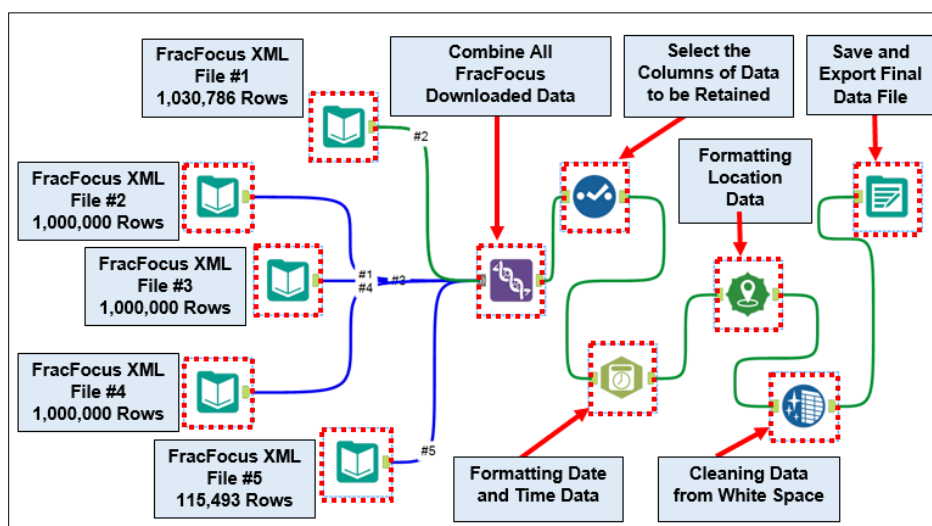 FracFocus XML
File #1
1,030,786 Rows
Combine All
FracFocus
Downloaded Data
Select the
Columns of Data
to be Retained
Save and
Export Final
Data File
#2
Formatting
Location
Data
FracFocus XML
File #2
1,000,000 Rows
FracFocus XML
File #3
1,000,000 Rows
#1
#3
#4
FracFocus XML
File #4
1,000,000 Rows
FracFocus XML
File #5
115,493 Rows
#5
Formatting Date
and Time Data
Cleaning Data
from White Space